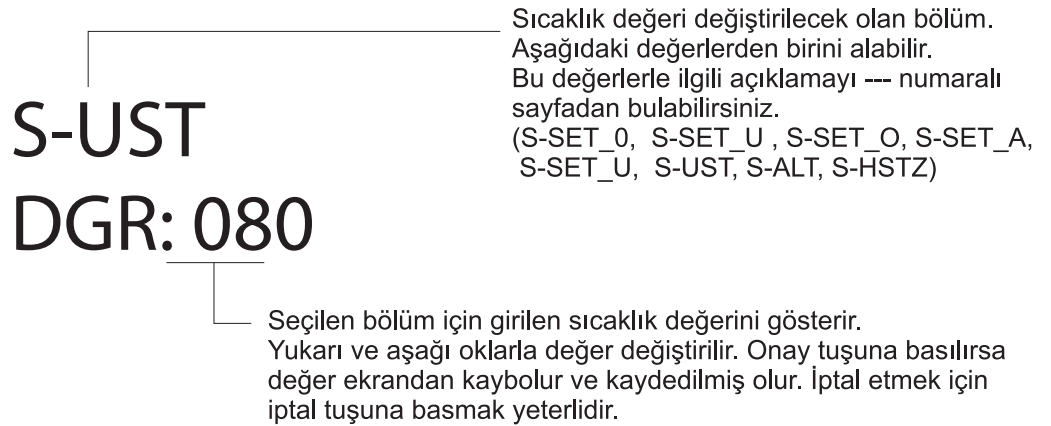 Sıcaklık değeri değiştirilecek olan bölüm.
Aşağıdaki değerlerden birini alabilir.
Bu değerlerle ilgili açıklamayı --- numaralı
sayfadan bulabilirsiniz.
(S-SET_0, S-SET_U , S-SET_O, S-SET_A,
S-SET_U, S-UST, S-ALT, S-HSTZ)
S-UST
DGR: 080
Seçilen bölüm için girilen sıcaklık değerini gösterir.
Yukarı ve aşağı oklarla değer değiştirilir. Onay tuşuna basılırsa
değer ekrandan kaybolur ve kaydedilmiş olur. İptal etmek için
iptal tuşuna basmak yeterlidir.